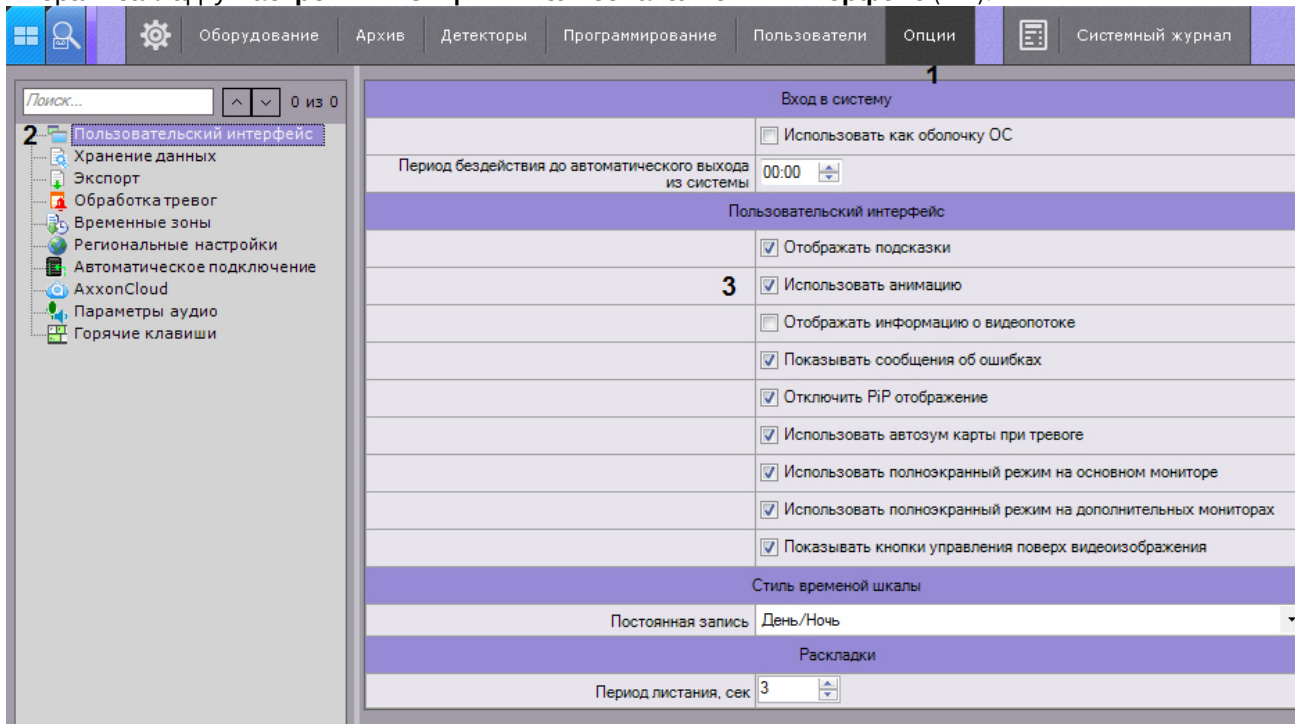 Оборудование Архив Детекторы Программирование Пользователи Опции Системный журнал
1
Поиск... 0 из 0
2 Пользовательский интерфейс
Хранение данных
Экспорт
Обработка тревог
Временные зоны
Региональные настройки
Автоматическое подключение
AxxonCloud
Параметры аудио
Горячие клавиши
Вход в систему
Использовать как оболочку ОС
Период бездействия до автоматического выхода из системы 00:00
Пользовательский интерфейс
Отображать подсказки
3 Использовать анимацию
Отображать информацию о видеопотоке
Показывать сообщения об ошибках
Отключить PiP отображение
Использовать автозум карты при тревоге
Использовать полноэкранный режим на основном мониторе
Использовать полноэкранный режим на дополнительных мониторах
Показывать кнопки управления поверх видеоизображения
Стиль временой шкалы
Постоянная запись День/Ночь
Раскладки
Период листания, сек 3